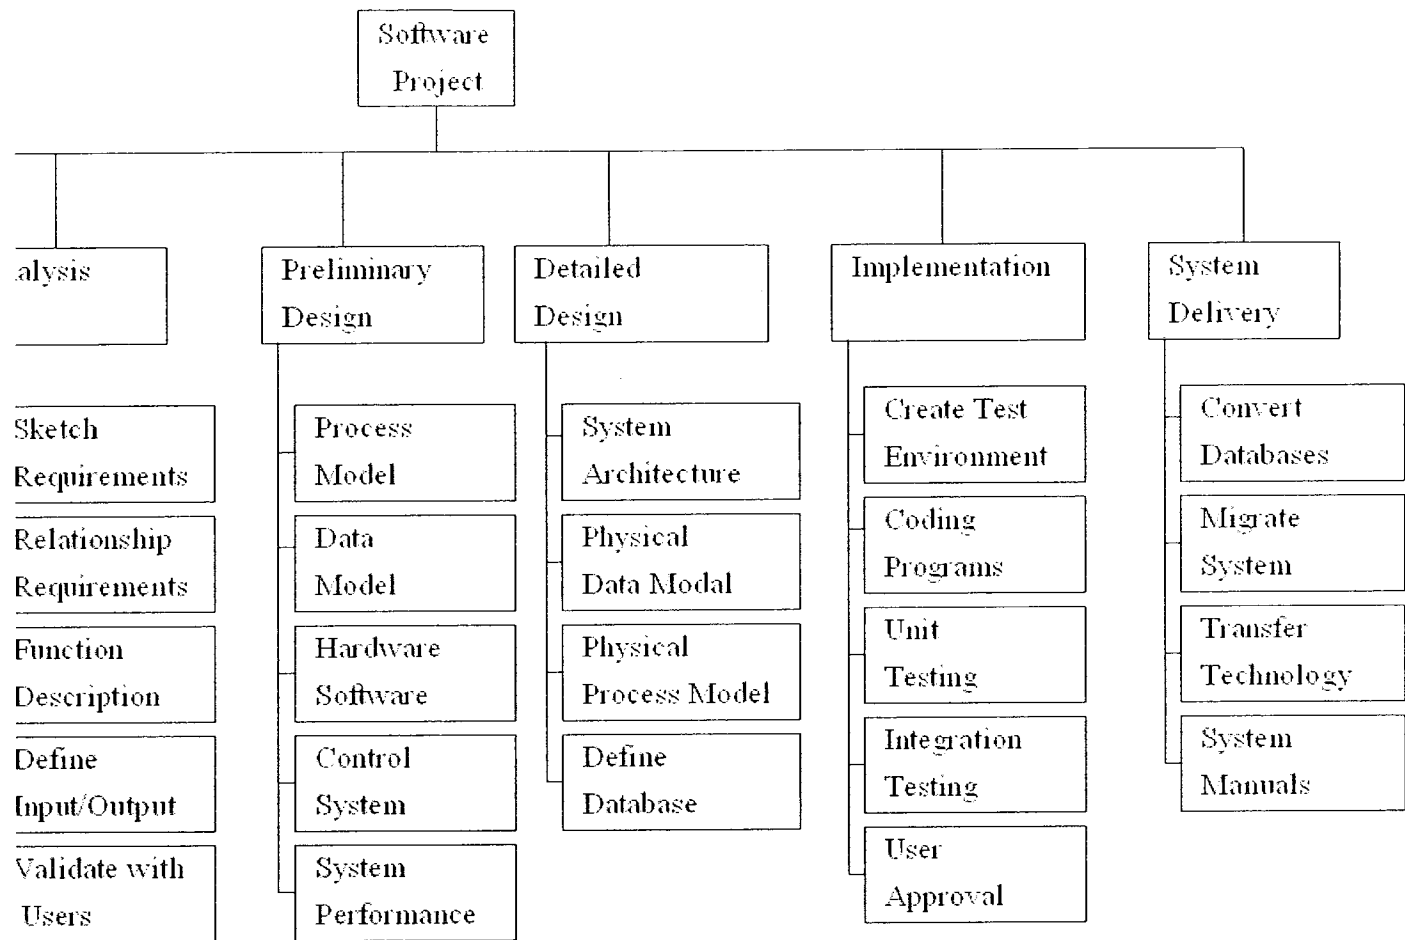 Software
Project
alysis
Preliminary
Design
Detailed
Design
Implementation
System
Delivery
Sketch
Requirements
Relationship
Requirements
Function
Description
Define
Input/Output
Validate with
Users
Process
Model
Data
Model
Hardware
Software
Control
System
System
Performance
System
Architecture
Physical
Data Modal
Physical
Process Model
Define
Database
Create Test
Environment
Coding
Programs
Unit
Testing
Integration
Testing
User
Approval
Convert
Databases
Migrate
System
Transfer
Technology
System
Manuals